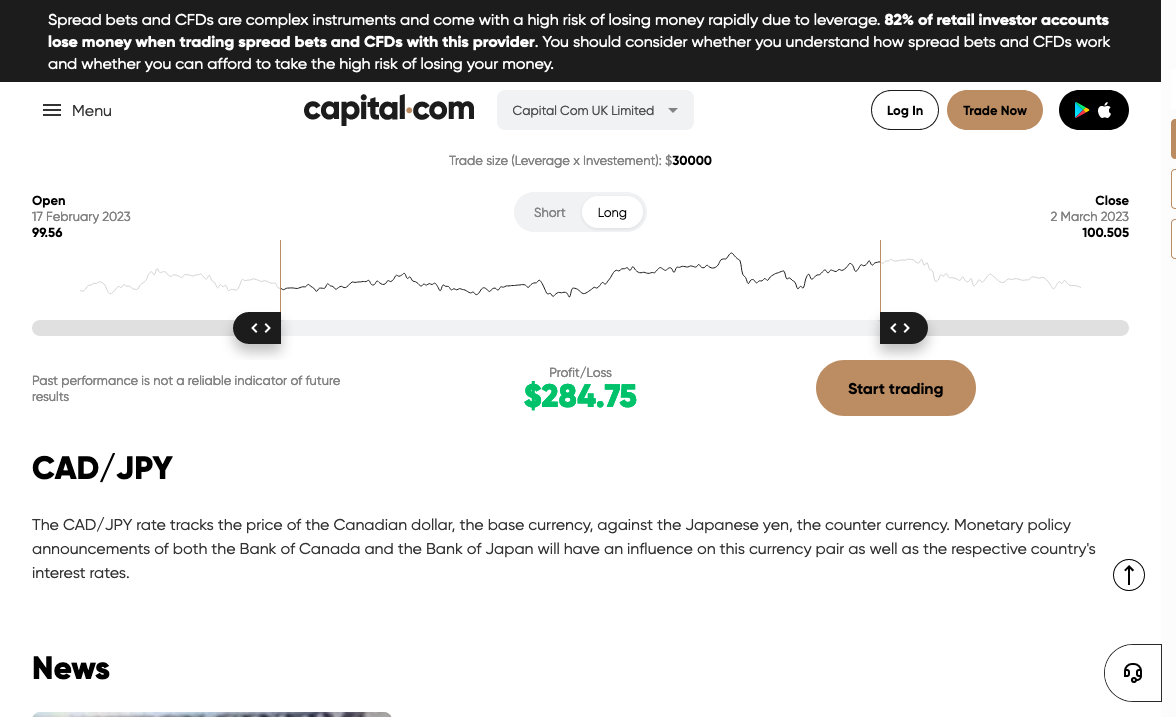 Spread bets and CFDs are complex instruments and come with a high risk of losing money rapidly due to leverage. 82% of retail investor accounts
lose money when trading spread bets and CFDs with this provider. You should consider whether you understand how spread bets and CFDs work
and whether you can afford to take the high risk of losing your money.
Menu
capital.com
Capital Com UK Limited
Log In
Trade Now
Trade size (Leverage x Investement): $30000
Open
17 February 2023
99.56
Short
Long
Close
2 March 2023
100.505
Past performance is not a reliable indicator of future
results
Profit/Loss
$284.75
Start trading
CAD/JPY
The CAD/JPY rate tracks the price of the Canadian dollar, the base currency, against the Japanese yen, the counter currency. Monetary policy
announcements of both the Bank of Canada and the Bank of Japan will have an influence on this currency pair as well as the respective country's
interest rates.
News